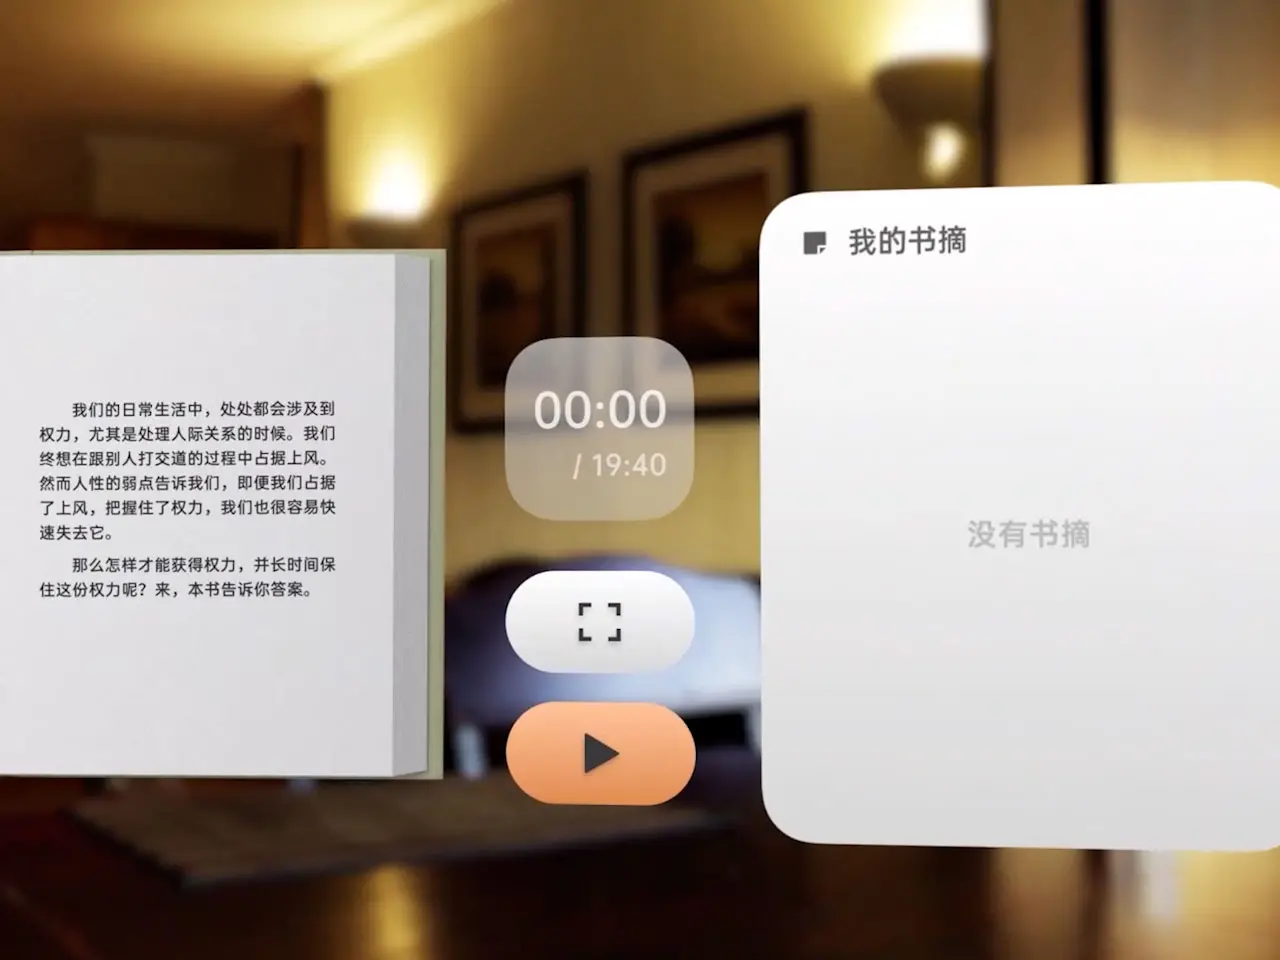 我们的日常生活中，处处都会涉及到
权力，尤其是处理人际关系的时候。我们
终想在跟别人打交道的过程中占据上风。
然而人性的弱点告诉我们，即便我们占据
了上风，把握住了权力，我们也很容易快
速失去它。
那么怎样才能获得权力，并长时间保
住这份权力呢？来，本书告诉你答案。
00:00
/ 19:40
我的书摘
没有书摘